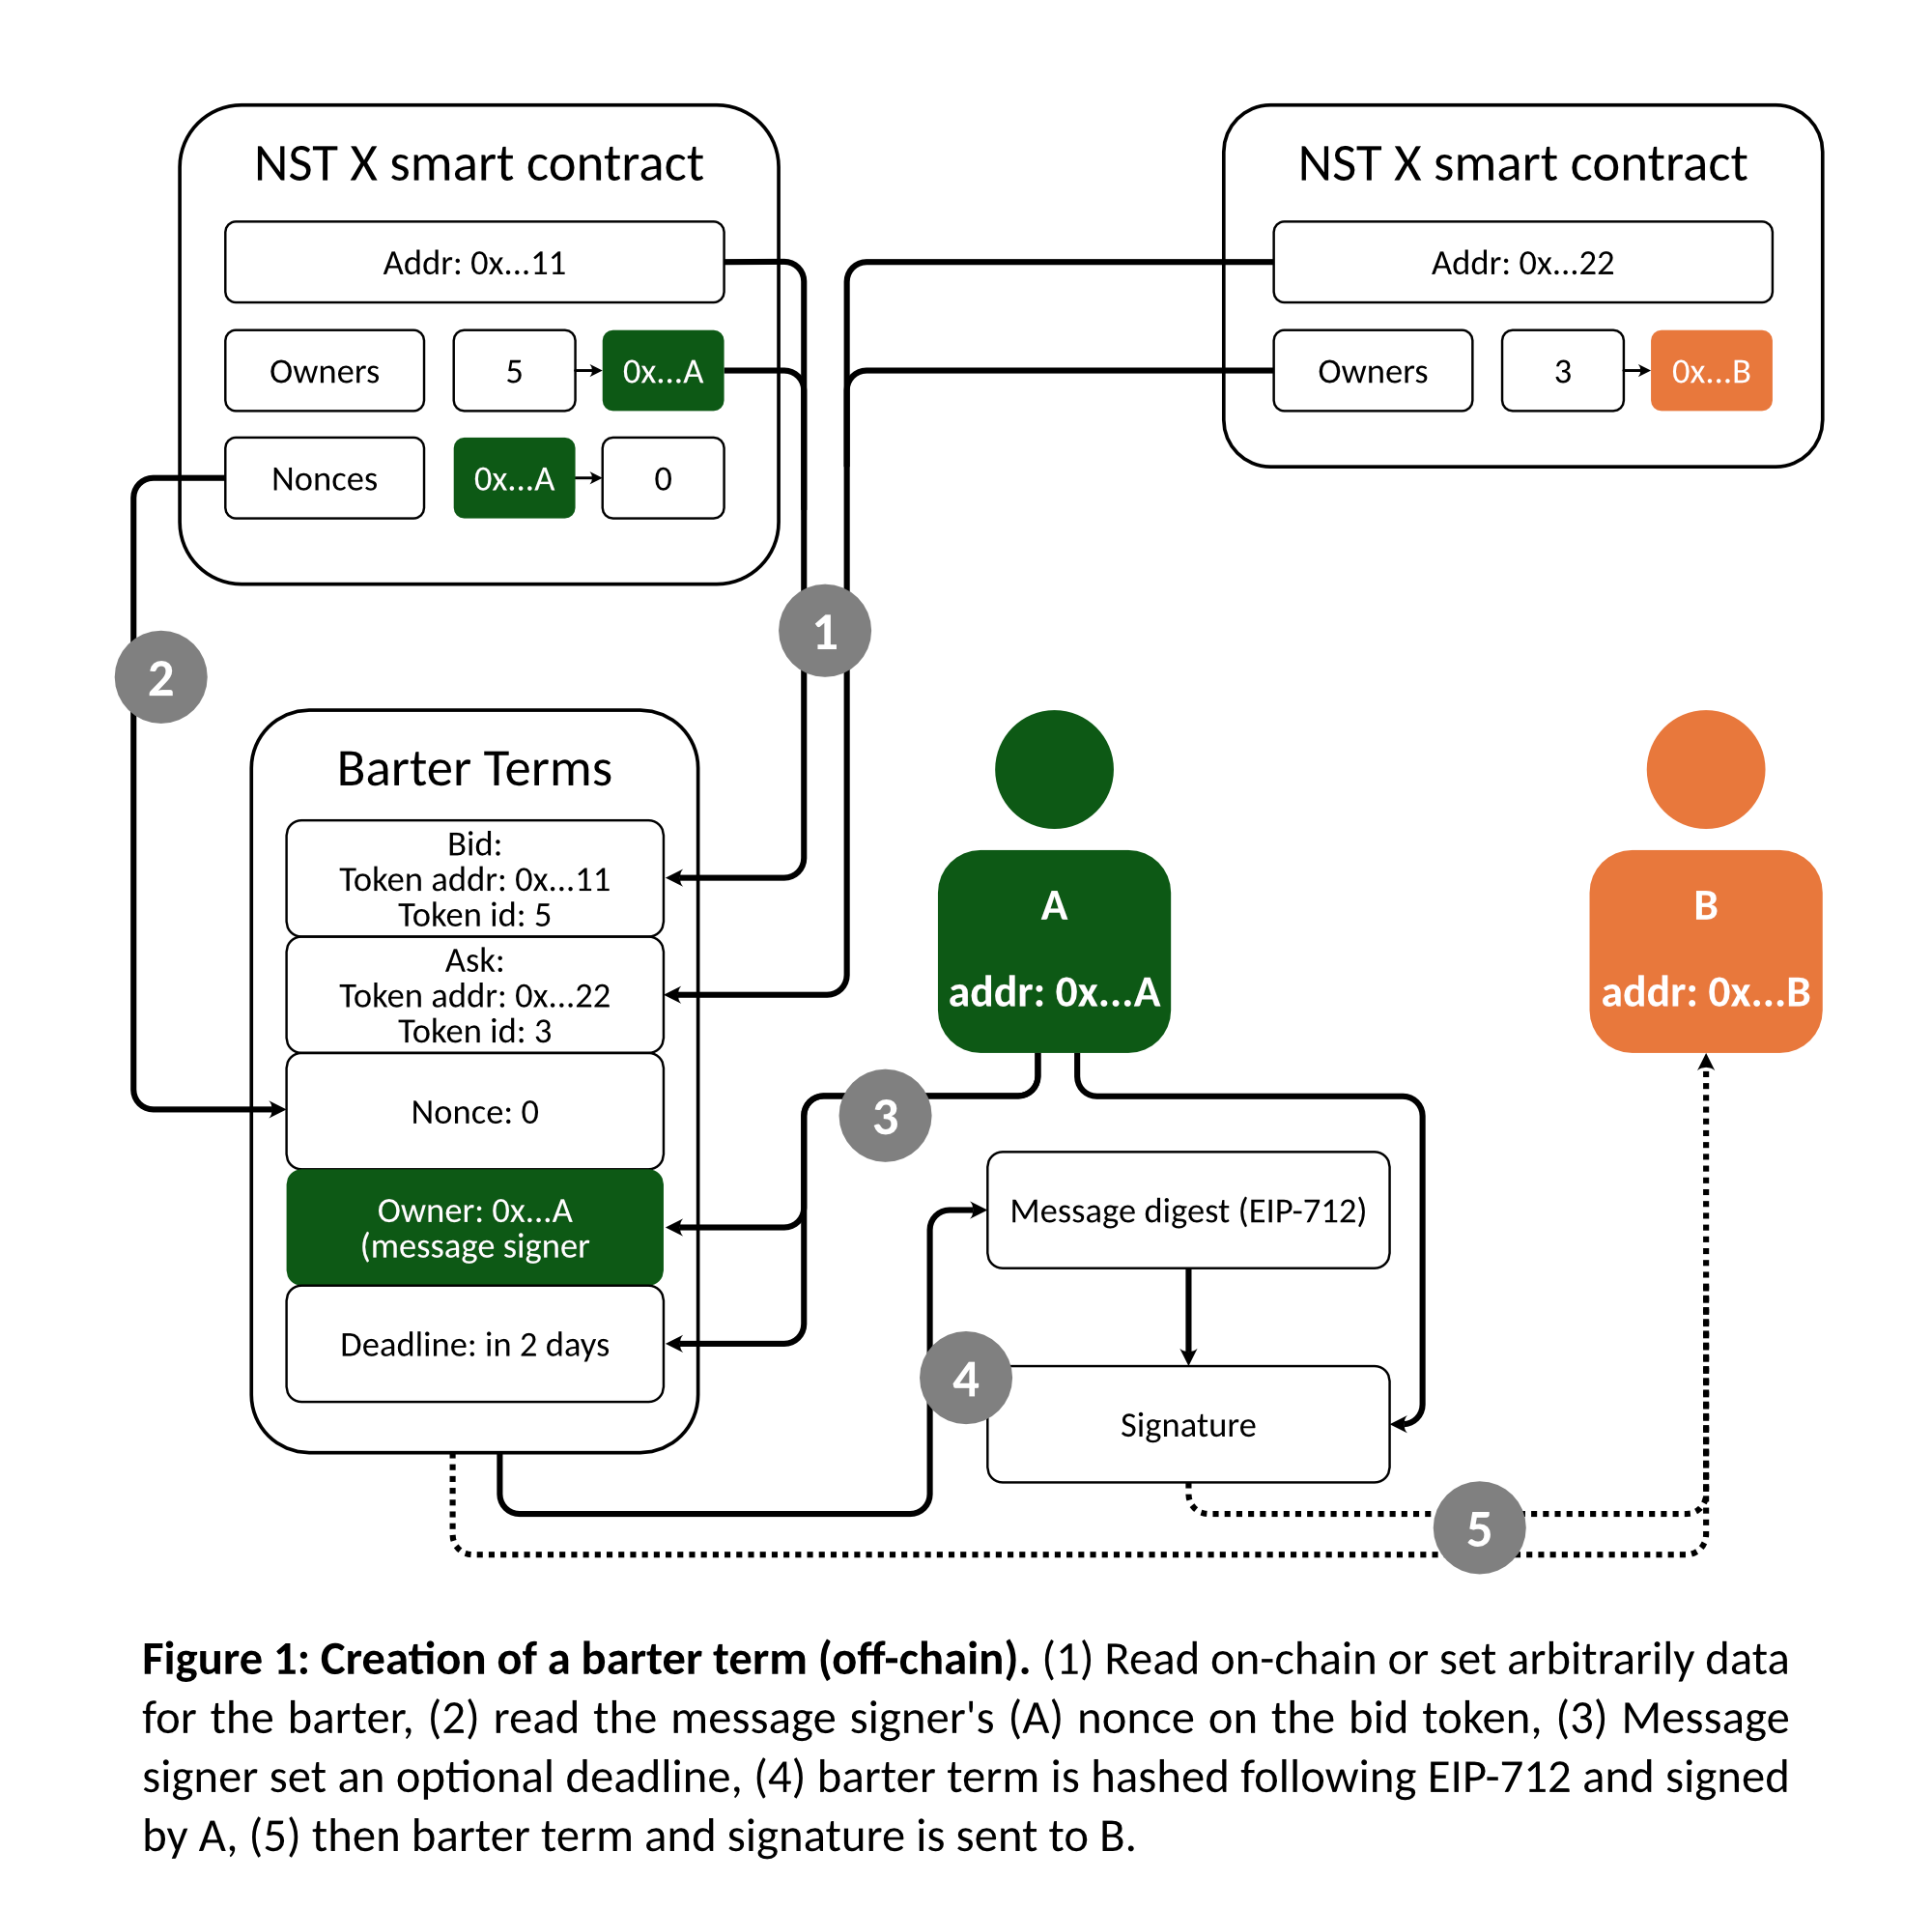 NST X smart contract
Addr: 0x...11
Owners
5
0x...A
Nonces
0x...A
0
NST X smart contract
Addr: 0x...22
Owners
3
0x...B
1
2
Barter Terms
Bid:
Token addr: 0x...11
Token id: 5
Ask:
Token addr: 0x...22
Token id: 3
Nonce: 0
Owner: 0x...A
(message signer
Deadline: in 2 days
A
addr: 0x...A
B
addr: 0x...B
3
Message digest (EIP-712)
4
Signature
5
Figure 1: Creation of a barter term (off-chain). (1) Read on-chain or set arbitrarily data
for the barter, (2) read the message signer's (A) nonce on the bid token, (3) Message
signer set an optional deadline, (4) barter term is hashed following EIP-712 and signed
by A, (5) then barter term and signature is sent to B.